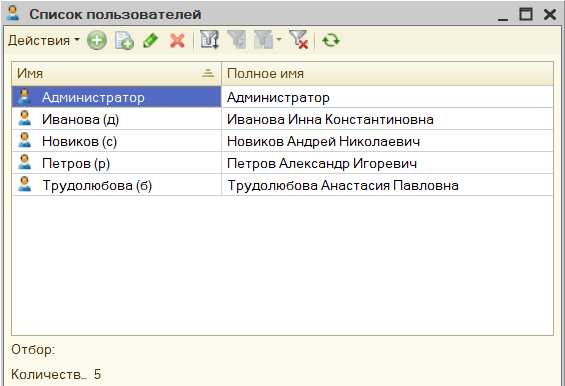 Список пользователей
Действия
Имя Полное имя
Администратор Администратор
Иванова (д) Иванова Инна Константиновна
Новиков (с) Новиков Андрей Николаевич
Петров (р) Петров Александр Игоревич
Трудолюбова (б) Трудолюбова Анастасия Павловна
Отбор:
Количеств… 5